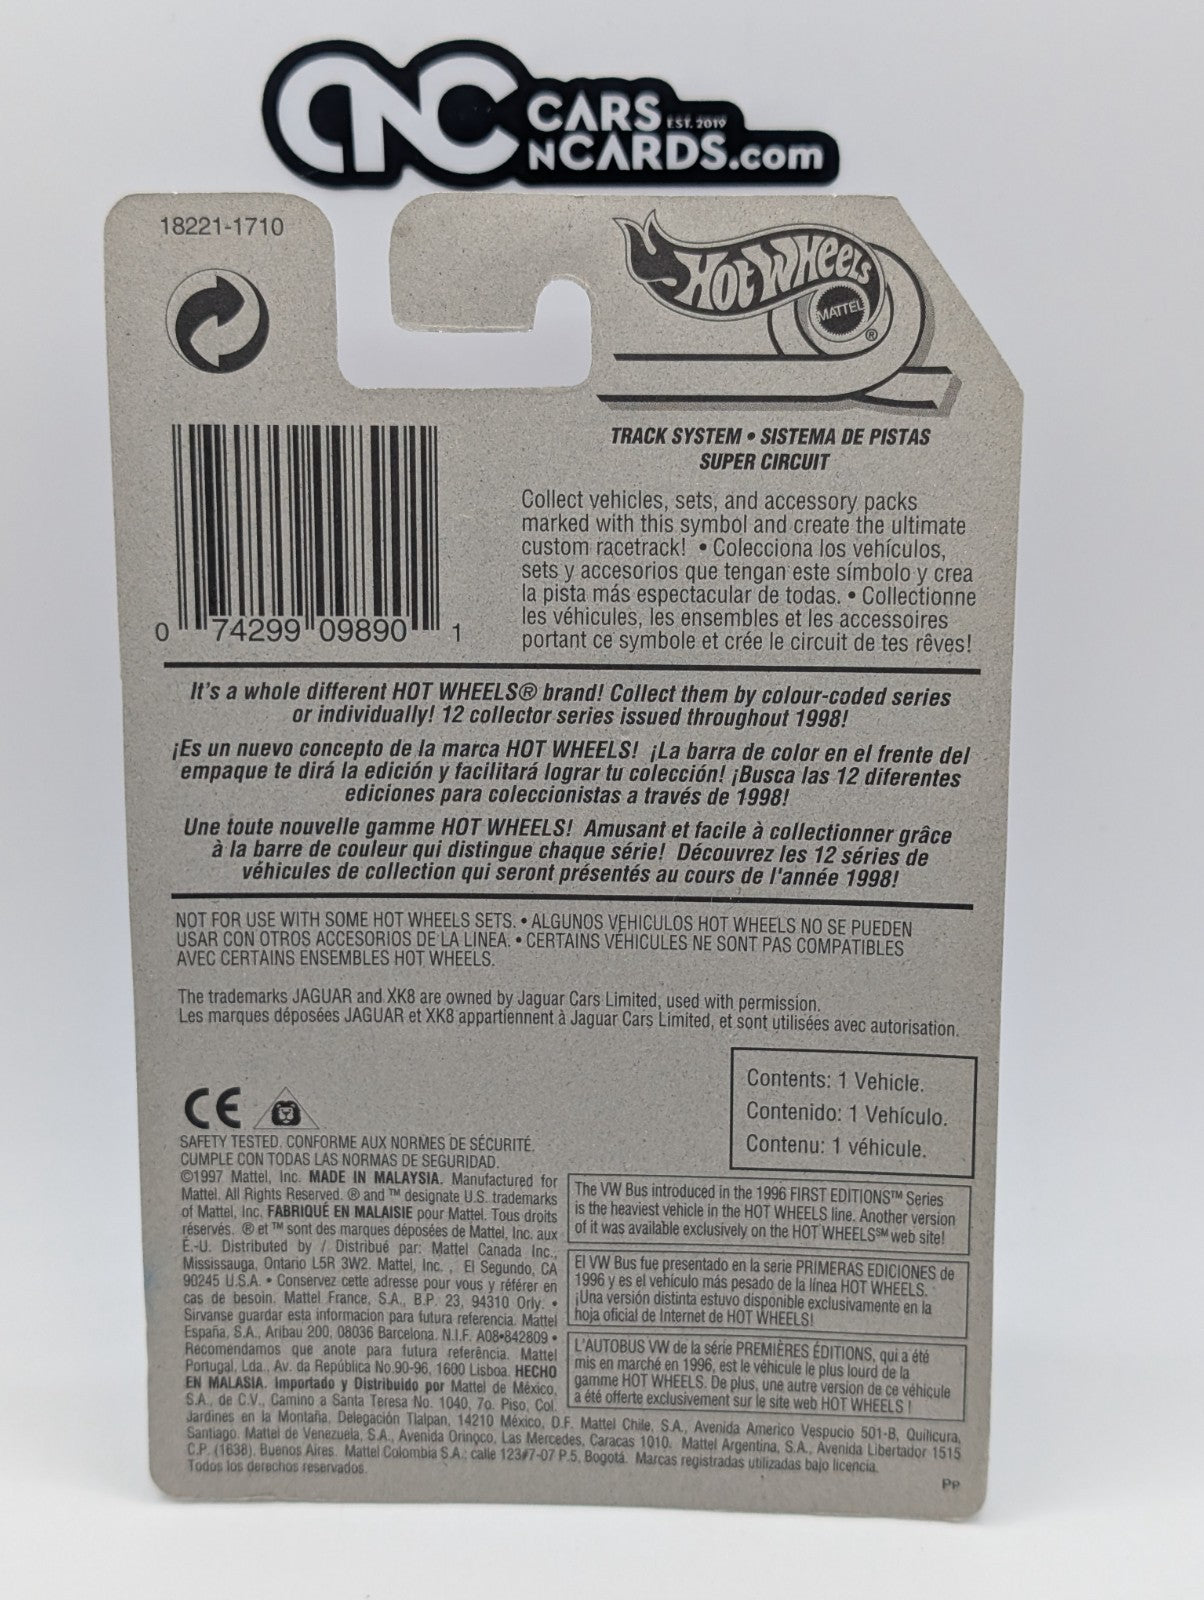 CNC CARS EST. 2019
NCARDS.com
18221-1710
HOT WHEELS
MATTEL
®
TRACK SYSTEM • SISTEMA DE PISTAS
SUPER CIRCUIT
Collect vehicles, sets, and accessory packs
marked with this symbol and create the ultimate
custom racetrack! • Colecciona los vehículos,
sets y accesorios que tengan este símbolo y crea
la pista más espectacular de todas. • Collectionne
les véhicules, les ensembles et les accessoires
portant ce symbole et crée le circuit de tes rêves!
0 74299 09890 1
It's a whole different HOT WHEELS® brand! Collect them by colour-coded series
or individually! 12 collector series issued throughout 1998!
¡Es un nuevo concepto de la marca HOT WHEELS! ¡La barra de color en el frente del
empaque te dirá la edición y facilitará lograr tu colección! ¡Busca las 12 diferentes
ediciones para coleccionistas a través de 1998!
Une toute nouvelle gamme HOT WHEELS! Amusant et facile à collectionner grâce
à la barre de couleur qui distingue chaque série! Découvrez les 12 séries de
véhicules de collection qui seront présentés au cours de l'année 1998!
NOT FOR USE WITH SOME HOT WHEELS SETS. • ALGUNOS VEHICULOS HOT WHEELS NO SE PUEDEN
USAR CON OTROS ACCESORIOS DE LA LINEA. • CERTAINS VÉHICULES NE SONT PAS COMPATIBLES
AVEC CERTAINS ENSEMBLES HOT WHEELS.
The trademarks JAGUAR and XK8 are owned by Jaguar Cars Limited, used with permission.
Les marques déposées JAGUAR et XK8 appartiennent à Jaguar Cars Limited, et sont utilisées avec autorisation.
Contents: 1 Vehicle.
Contenido: 1 Vehículo.
Contenu: 1 véhicule.
CE
SAFETY TESTED. CONFORME AUX NORMES DE SÉCURITÉ.
CUMPLE CON TODAS LAS NORMAS DE SEGURIDAD.
©1997 Mattel, Inc. MADE IN MALAYSIA. Manufactured for
Mattel. All Rights Reserved. ® and ™ designate U.S. trademarks
of Mattel, Inc. FABRIQUÉ EN MALAISIE pour Mattel. Tous droits
réservés. ® et ™ sont des marques déposées de Mattel, Inc. aux
É.-U. Distributed by / Distribué par: Mattel Canada Inc.,
Mississauga, Ontario L5R 3W2. Mattel, Inc. , El Segundo, CA
90245 U.S.A. • Conservez cette adresse pour vous y référer en
cas de besoin. Mattel France, S.A., B.P. 23, 94310 Orly. •
Sirvanse guardar esta informacion para futura referencia. Mattel
España, S.A., Aribau 200, 08036 Barcelona. N.I.F. A08•842809 •
Recomendamos que anote para futura referência. Mattel
Portugal, Lda., Av. da República No.90-96, 1600 Lisboa. HECHO
EN MALASIA. Importado y Distribuido por Mattel de México,
S.A., de C.V., Camino a Santa Teresa No. 1040, 7o. Piso, Col.
Jardines en la Montaña, Delegación Tlalpan, 14210 México, D.F. Mattel Chile, S.A., Avenida Americo Vespucio 501-B, Quilicura,
Santiago. Mattel de Venezuela, S.A., Avenida Orinoco, Las Mercedes, Caracas 1010. Mattel Argentina, S.A., Avenida Libertador 1515
C.P. (1638), Buenos Aires. Mattel Colombia S.A.: calle 123#7-07 P.5, Bogotá. Marcas registradas utilizadas bajo licencia.
Todos los derechos reservados.
The VW Bus introduced in the 1996 FIRST EDITIONS™ Series
is the heaviest vehicle in the HOT WHEELS line. Another version
of it was available exclusively on the HOT WHEELS℠ web site!
El VW Bus fue presentado en la serie PRIMERAS EDICIONES de
1996 y es el vehículo más pesado de la línea HOT WHEELS.
¡Una versión distinta estuvo disponible exclusivamente en la
hoja oficial de Internet de HOT WHEELS!
L'AUTOBUS VW de la série PREMIÈRES ÉDITIONS, qui a été
mis en marché en 1996, est le véhicule le plus lourd de la
gamme HOT WHEELS. De plus, une autre version de ce véhicule
a été offerte exclusivement sur le site web HOT WHEELS !
PP